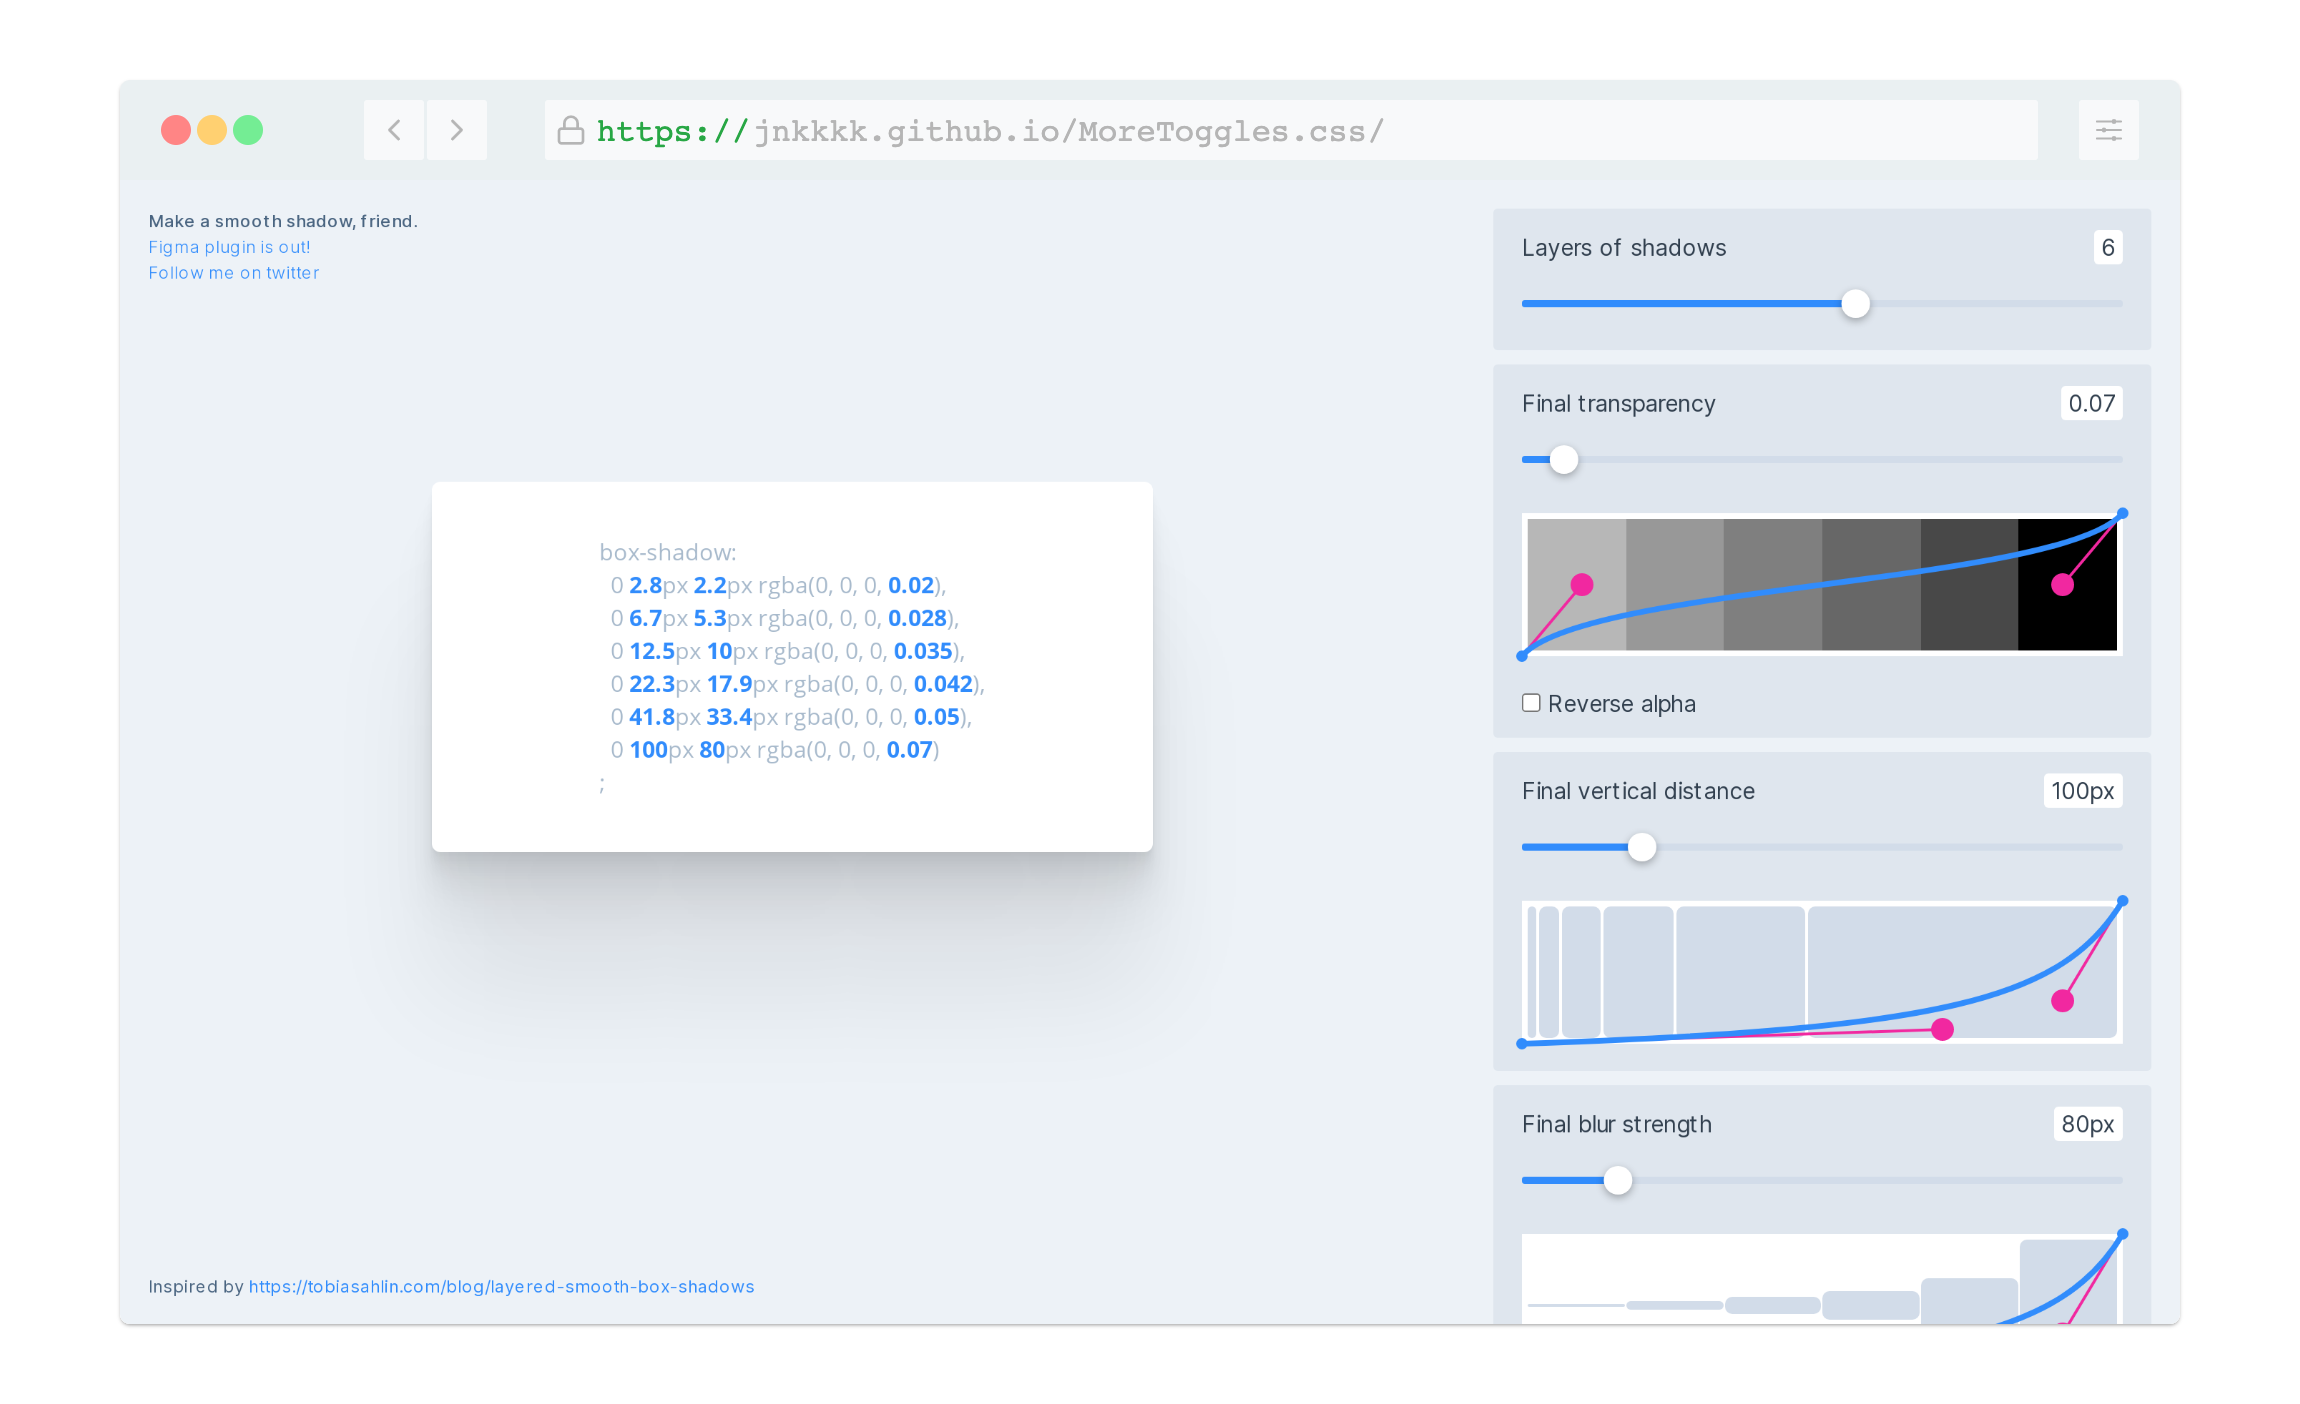 https://jnkkkk.github.io/MoreToggles.css/
Make a smooth shadow, friend.
Figma plugin is out!
Follow me on twitter
box-shadow:
0 2.8px 2.2px rgba(0, 0, 0, 0.02),
0 6.7px 5.3px rgba(0, 0, 0, 0.028),
0 12.5px 10px rgba(0, 0, 0, 0.035),
0 22.3px 17.9px rgba(0, 0, 0, 0.042),
0 41.8px 33.4px rgba(0, 0, 0, 0.05),
0 100px 80px rgba(0, 0, 0, 0.07)
;
Inspired by https://tobiasahlin.com/blog/layered-smooth-box-shadows
Layers of shadows 6
Final transparency 0.07
Reverse alpha
Final vertical distance 100px
Final blur strength 80px